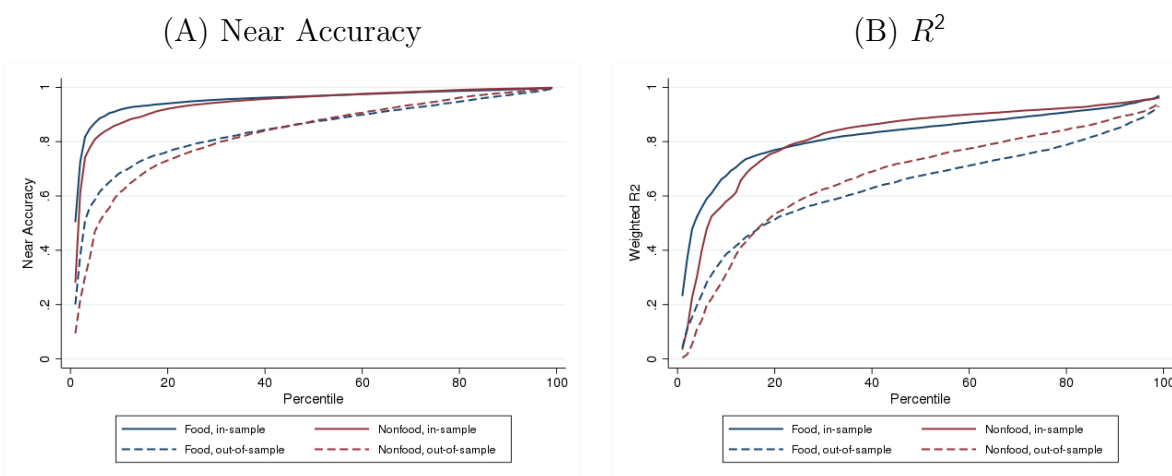 (A) Near Accuracy
Near Accuracy
0 .2 .4 .6 .8 1
0 20 40 60 80 100
Percentile
Food, in-sample Nonfood, in-sample
Food, out-of-sample Nonfood, out-of-sample
(B) R²
Weighted R2
0 .2 .4 .6 .8 1
0 20 40 60 80 100
Percentile
Food, in-sample Nonfood, in-sample
Food, out-of-sample Nonfood, out-of-sample